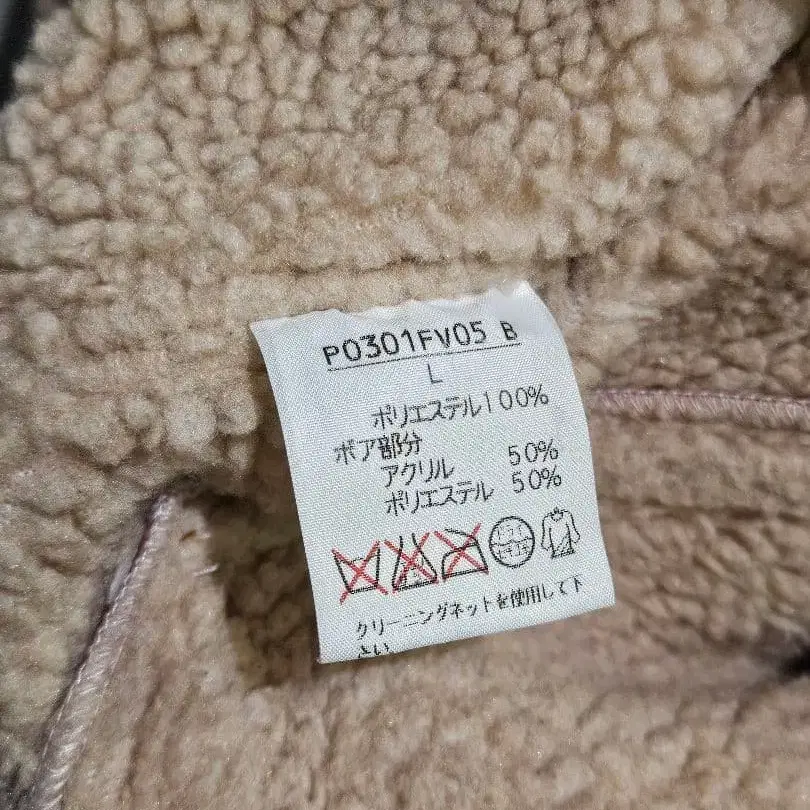 P0301FV05 B
L
ポリエステル100%
ボア部分
アクリル 50%
ポリエステル 50%
クリーニングネットを使用して下
さい